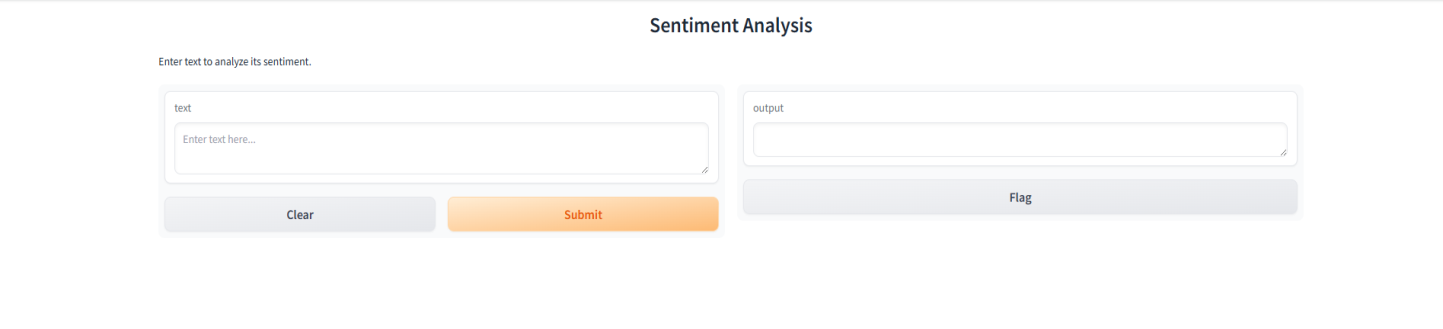 Sentiment Analysis
Enter text to analyze its sentiment.
text
Enter text here...
Clear
Submit
output
Flag